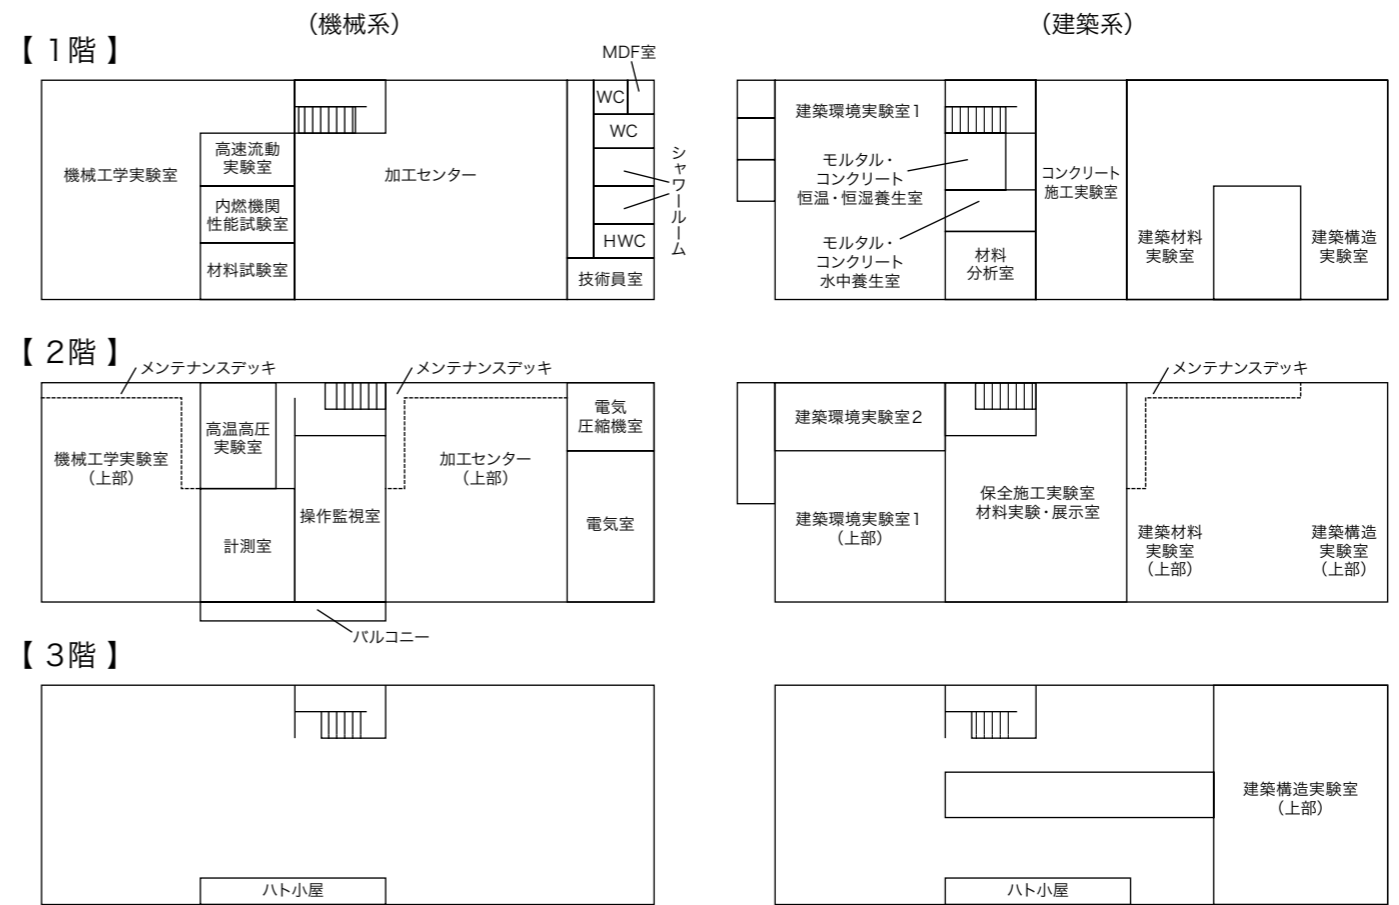 （機械系）
（建築系）
【 1階 】
MDF室
WC
WC
シャワールーム
HWC
技術員室
機械工学実験室
高速流動
実験室
内燃機関
性能試験室
材料試験室
加工センター
建築環境実験室1
モルタル・
コンクリート
恒温・恒湿養生室
モルタル・
コンクリート
水中養生室
材料
分析室
コンクリート
施工実験室
建築材料
実験室
建築構造
実験室
【 2階 】
メンテナンスデッキ
メンテナンスデッキ
機械工学実験室
（上部）
高温高圧
実験室
計測室
操作監視室
加工センター
（上部）
電気
圧縮機室
電気室
バルコニー
メンテナンスデッキ
建築環境実験室2
建築環境実験室1
（上部）
保全施工実験室
材料実験・展示室
建築材料
実験室
（上部）
建築構造
実験室
（上部）
【 3階 】
ハト小屋
建築構造実験室
（上部）
ハト小屋